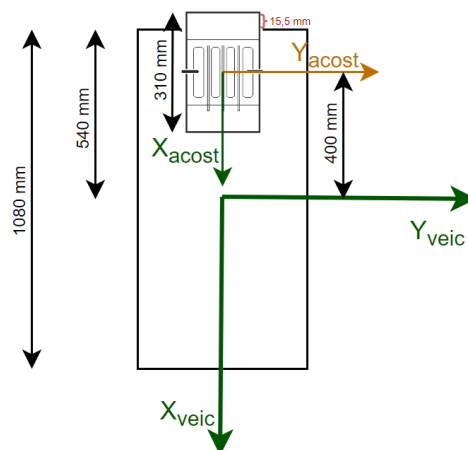 15,5 mm
310 mm
Yacost
540 mm
400 mm
Xacost
1080 mm
Yveic
Xveic